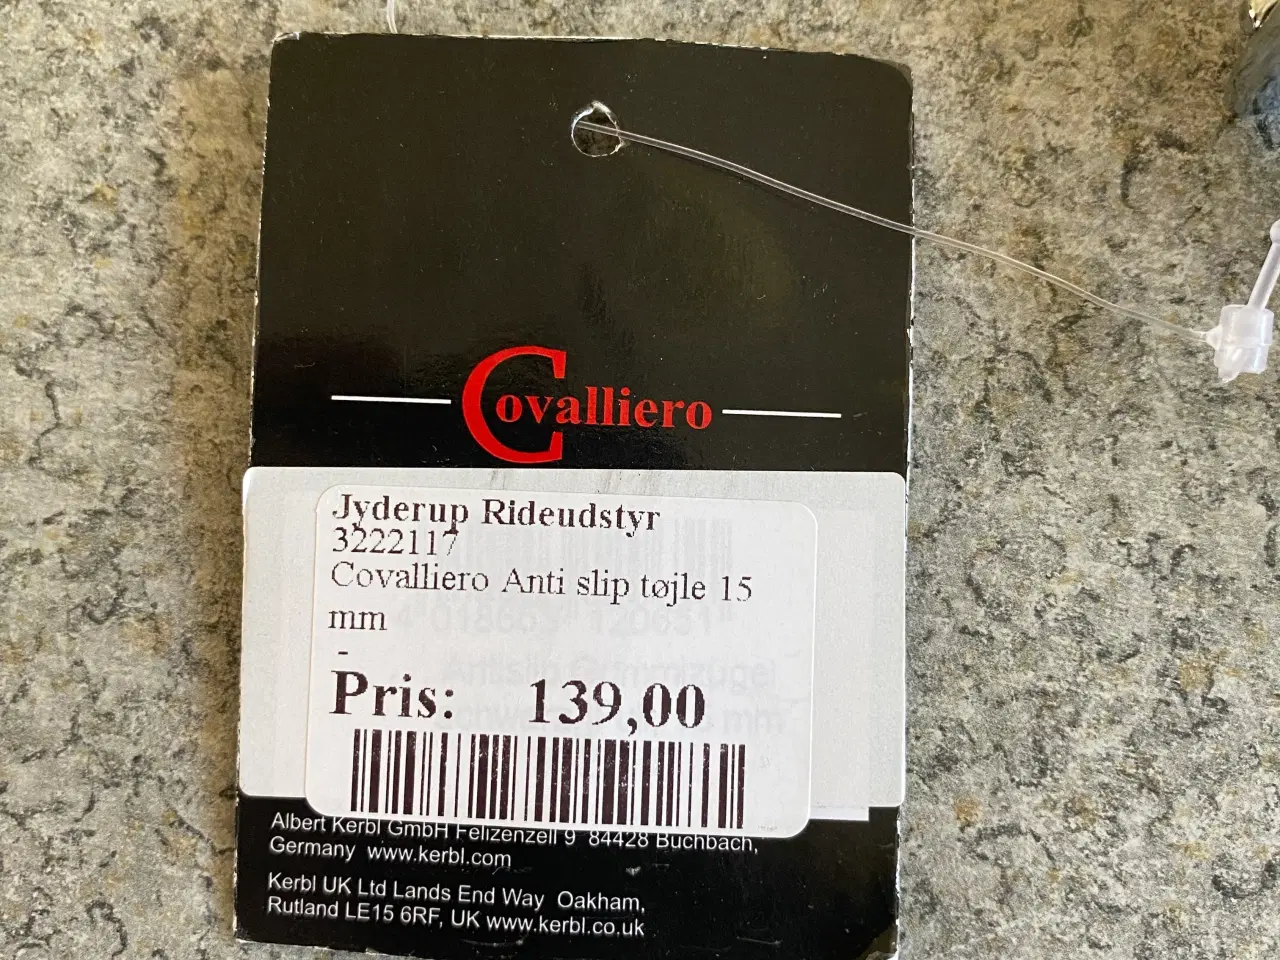 Covalliero
Jyderup Rideudstyr
3222117
Covalliero Anti slip tøjle 15
mm
-
Pris: 139,00
Albert Kerbl GmbH Felizenzell 9 84428 Buchbach,
Germany www.kerbl.com
Kerbl UK Ltd Lands End Way Oakham,
Rutland LE15 6RF, UK www.kerbl.co.uk